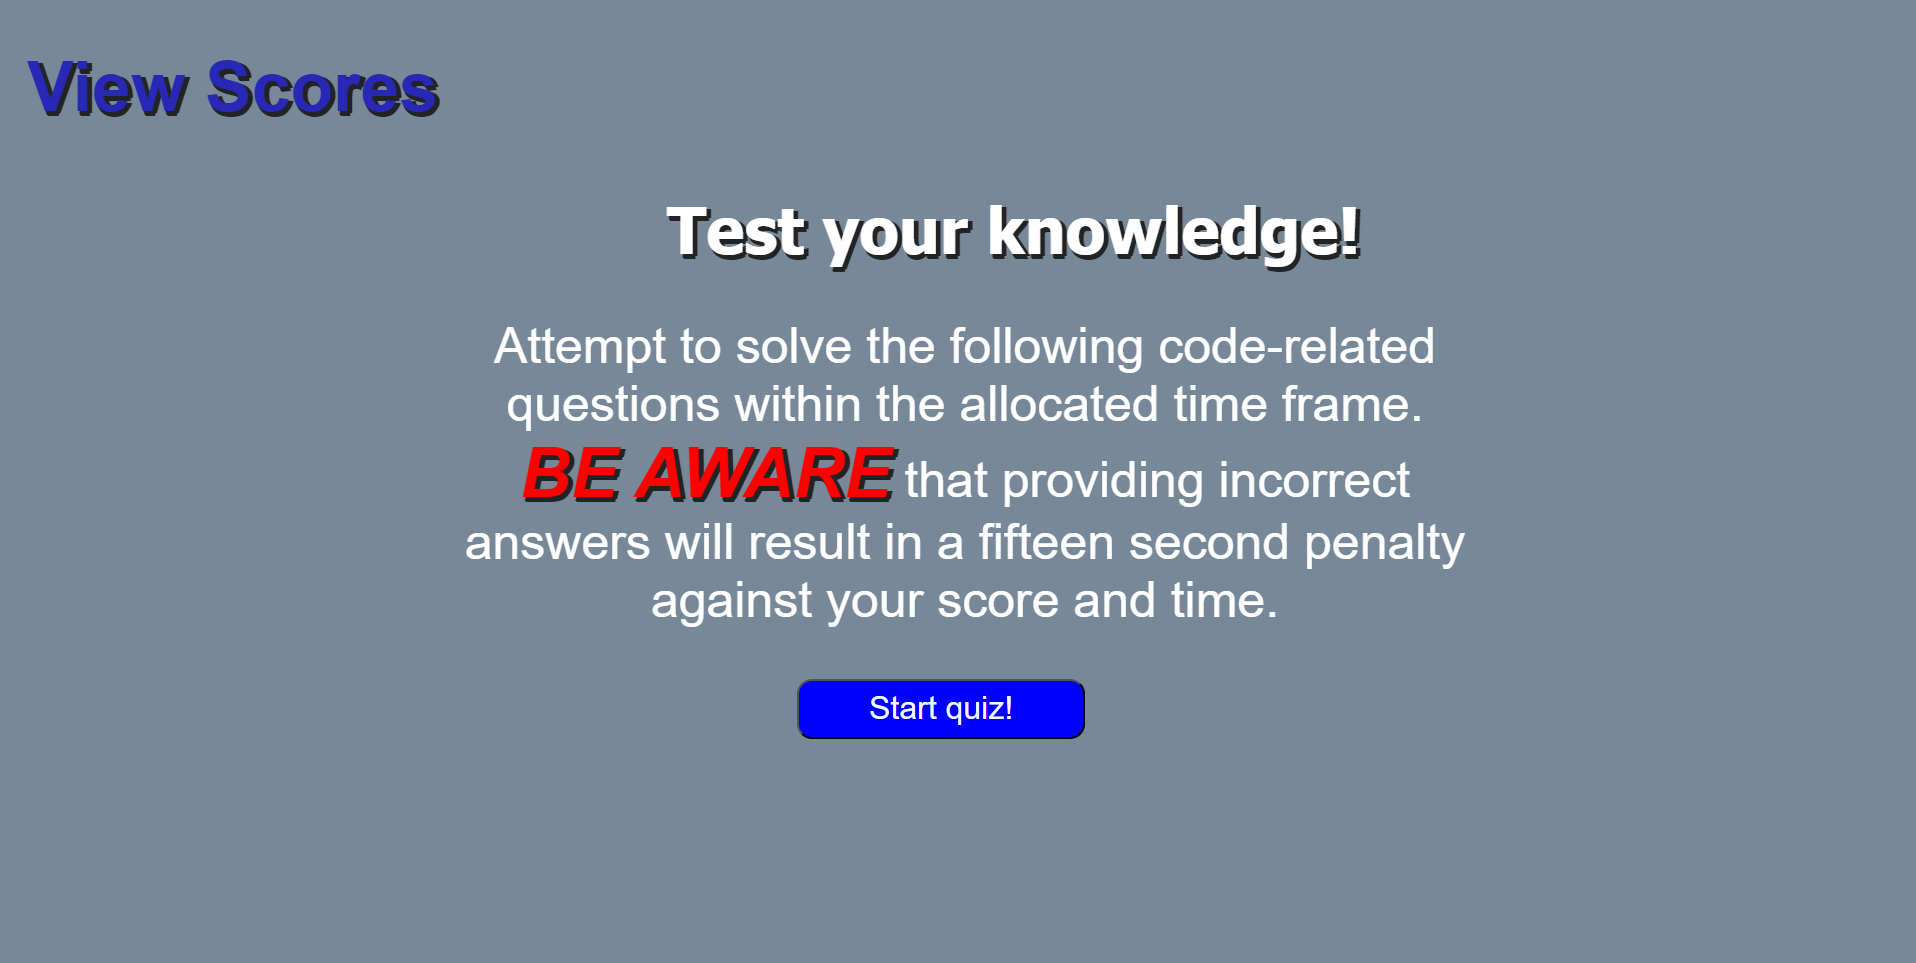 View Scores
Test your knowledge!
Attempt to solve the following code-related
questions within the allocated time frame.
BE AWARE that providing incorrect
answers will result in a fifteen second penalty
against your score and time.
Start quiz!